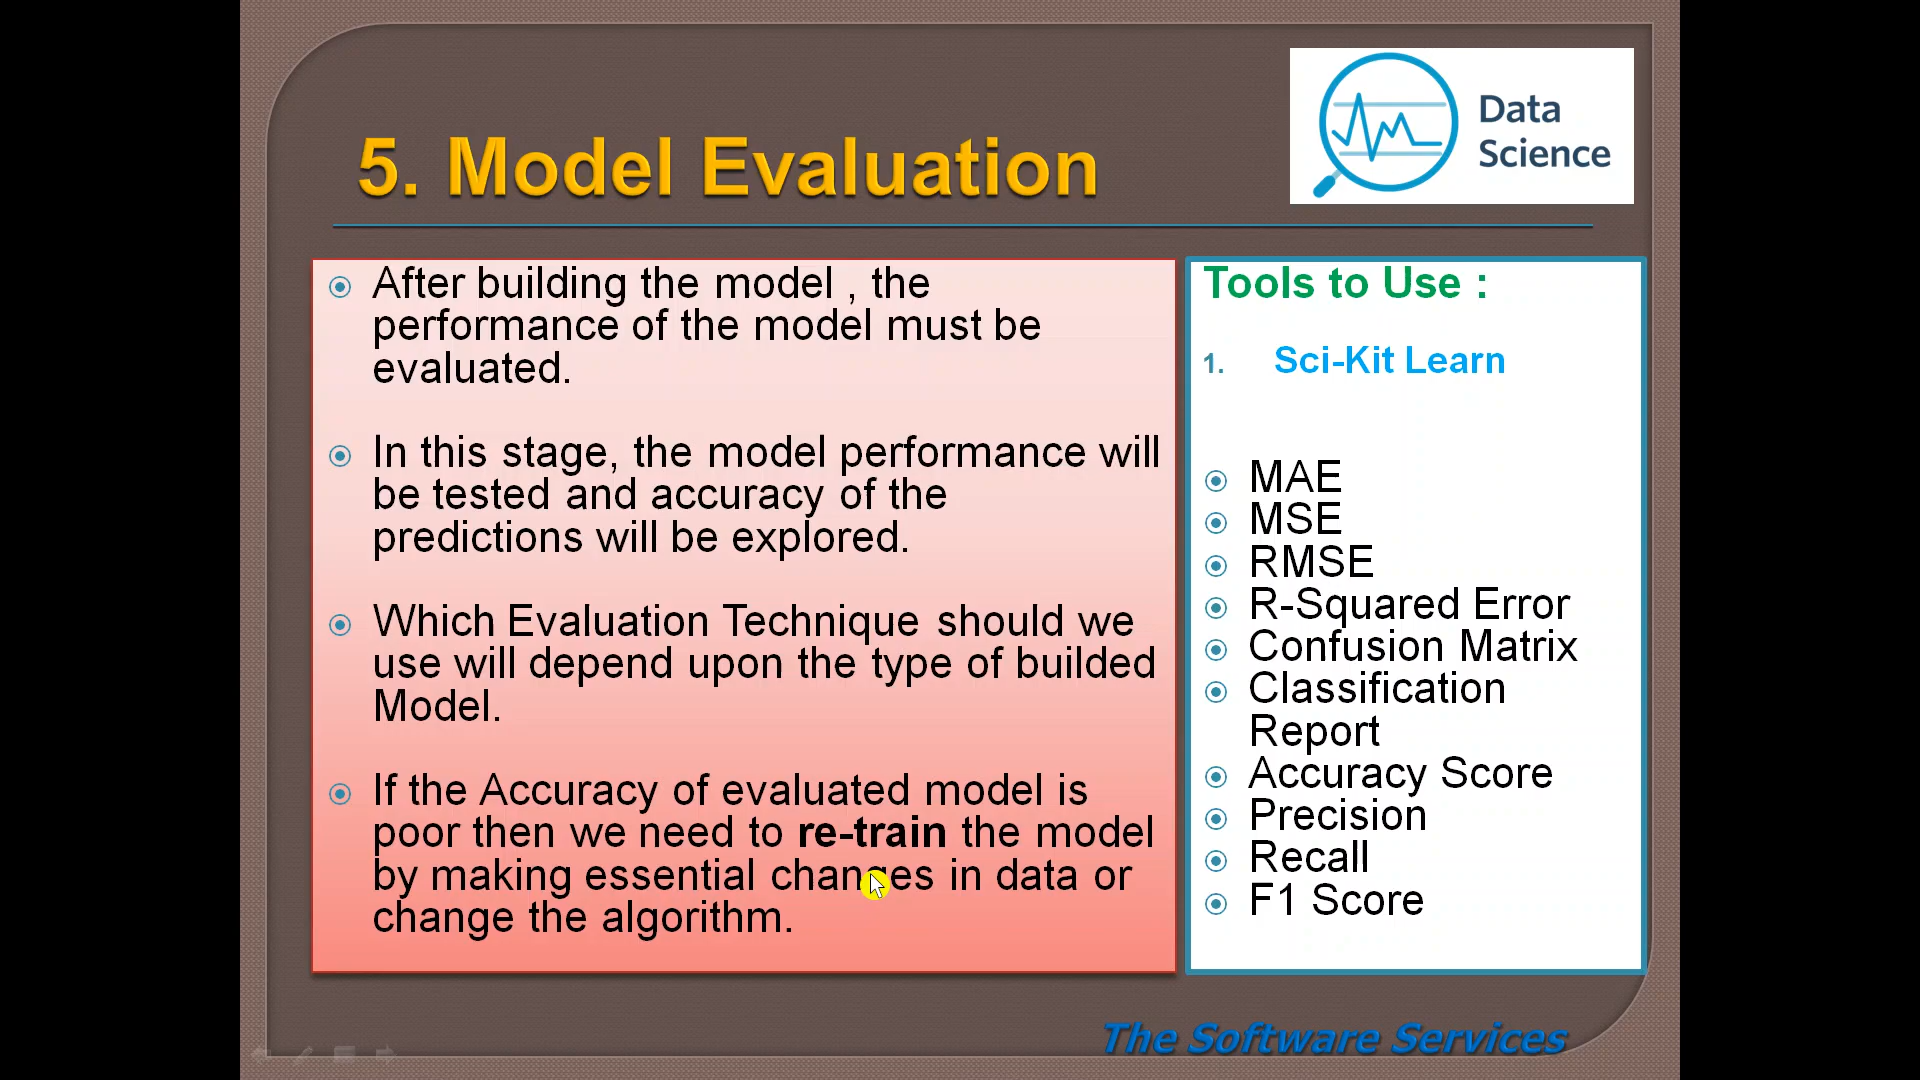 5. Model Evaluation
Data
Science
After building the model , the
performance of the model must be
evaluated.
In this stage, the model performance will
be tested and accuracy of the
predictions will be explored.
Which Evaluation Technique should we
use will depend upon the type of builded
Model.
If the Accuracy of evaluated model is
poor then we need to re-train the model
by making essential changes in data or
change the algorithm.
Tools to Use :
1. Sci-Kit Learn
MAE
MSE
RMSE
R-Squared Error
Confusion Matrix
Classification
Report
Accuracy Score
Precision
Recall
F1 Score
The Software Services